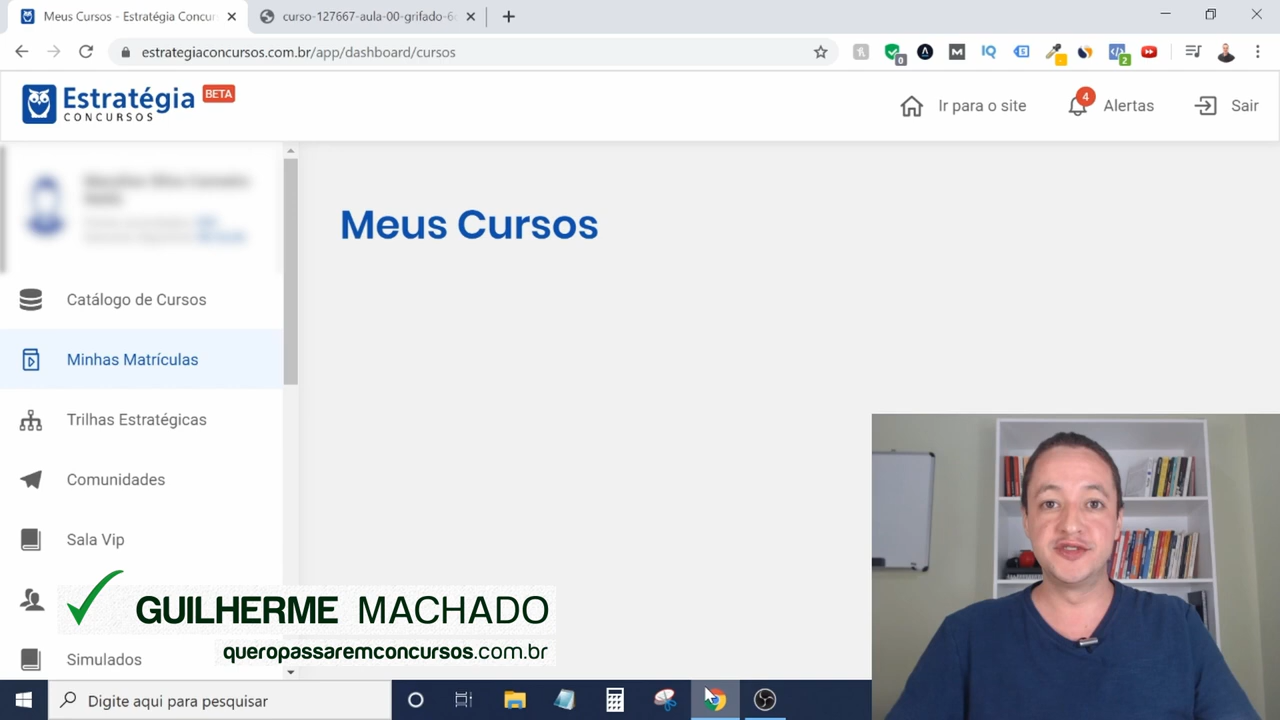 Meus Cursos - Estratégia Concur
curso-127667-aula-00-grifado-6
estrategiaconcursos.com.br/app/dashboard/cursos
0
2
Estratégia
CONCURSOS
BETA
Ir para o site
4
Alertas
Sair
Meus Cursos
Catálogo de Cursos
Minhas Matrículas
Trilhas Estratégicas
Comunidades
Sala Vip
Simulados
GUILHERME MACHADO
queropassaremconcursos.com.br
Digite aqui para pesquisar